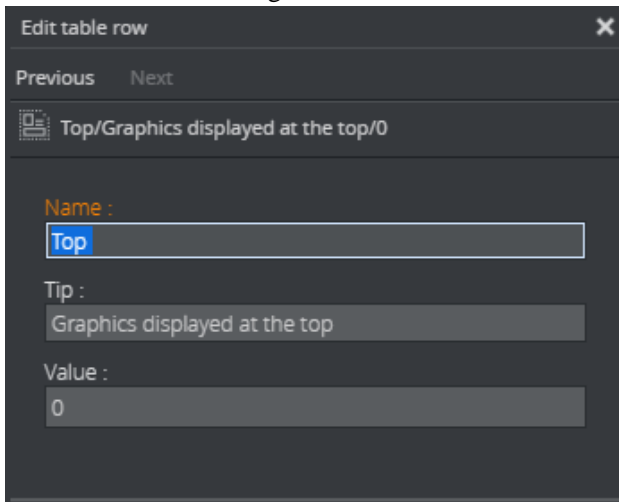 Edit table row
Previous Next
Top/Graphics displayed at the top/0
Name :
Top
Tip :
Graphics displayed at the top
Value :
0